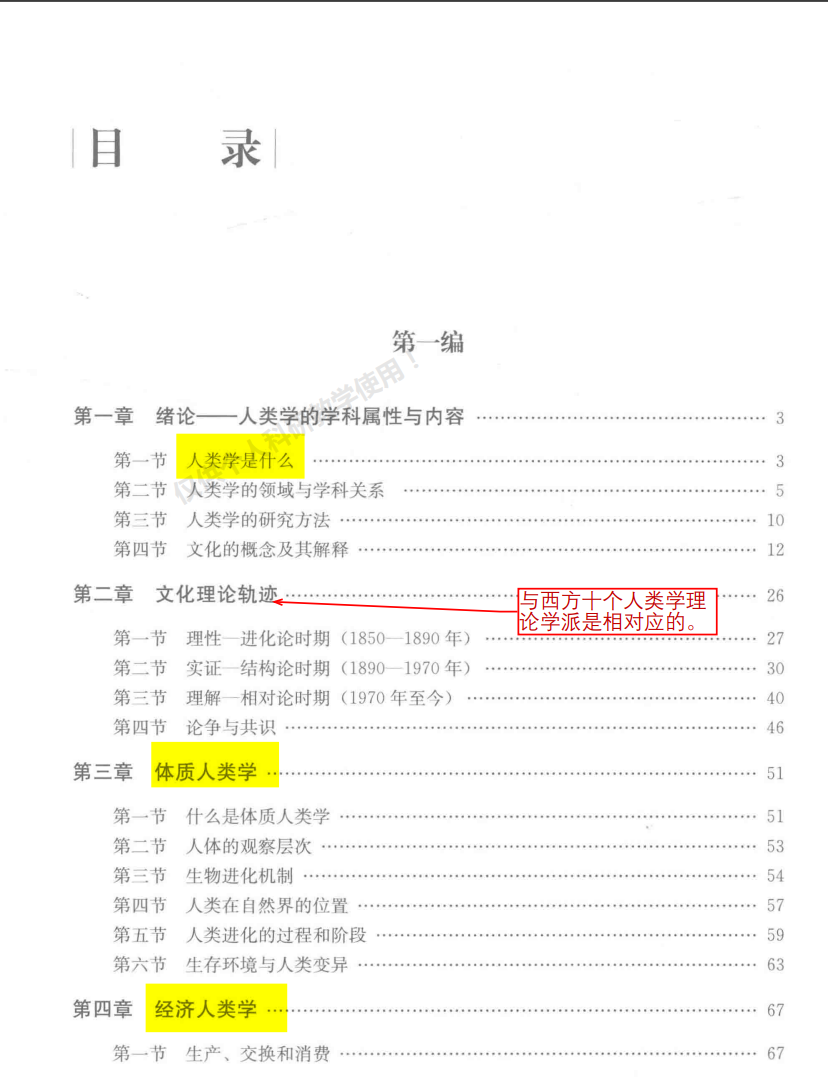 目 录
第一编
仅供个人科研教学使用！
第一章 绪论——人类学的学科属性与内容 …… 3
第一节 人类学是什么 …… 3
第二节 人类学的领域与学科关系 …… 5
第三节 人类学的研究方法 …… 10
第四节 文化的概念及其解释 …… 12
第二章 文化理论轨迹 …… 26
与西方十个人类学理
论学派是相对应的。
第一节 理性—进化论时期（1850—1890 年） …… 27
第二节 实证—结构论时期（1890—1970 年） …… 30
第三节 理解—相对论时期（1970 年至今） …… 40
第四节 论争与共识 …… 46
第三章 体质人类学 …… 51
第一节 什么是体质人类学 …… 51
第二节 人体的观察层次 …… 53
第三节 生物进化机制 …… 54
第四节 人类在自然界的位置 …… 57
第五节 人类进化的过程和阶段 …… 59
第六节 生存环境与人类变异 …… 63
第四章 经济人类学 …… 67
第一节 生产、交换和消费 …… 67